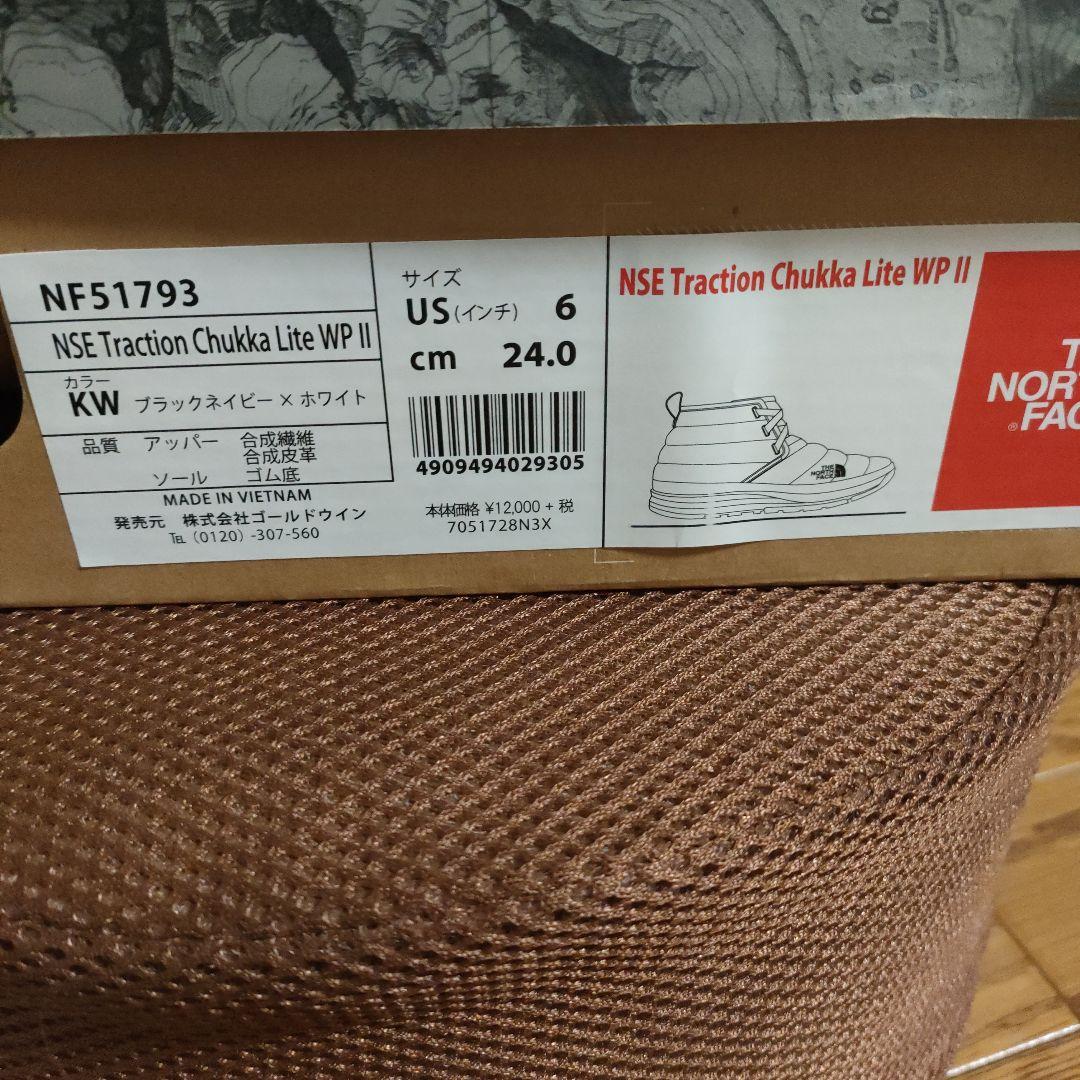 NF51793
NSE Traction Chukka Lite WP II
カラー
KW ブラックネイビー × ホワイト
品質 アッパー 合成繊維
合成皮革
ソール ゴム底
MADE IN VIETNAM
発売元 株式会社ゴールドウイン
℡ (0120) -307-560
サイズ
US (インチ) 6
cm 24.0
4909494029305
本体価格 ¥12,000 + 税
7051728N3X
NSE Traction Chukka Lite WP II
THE
NORTH
FACE